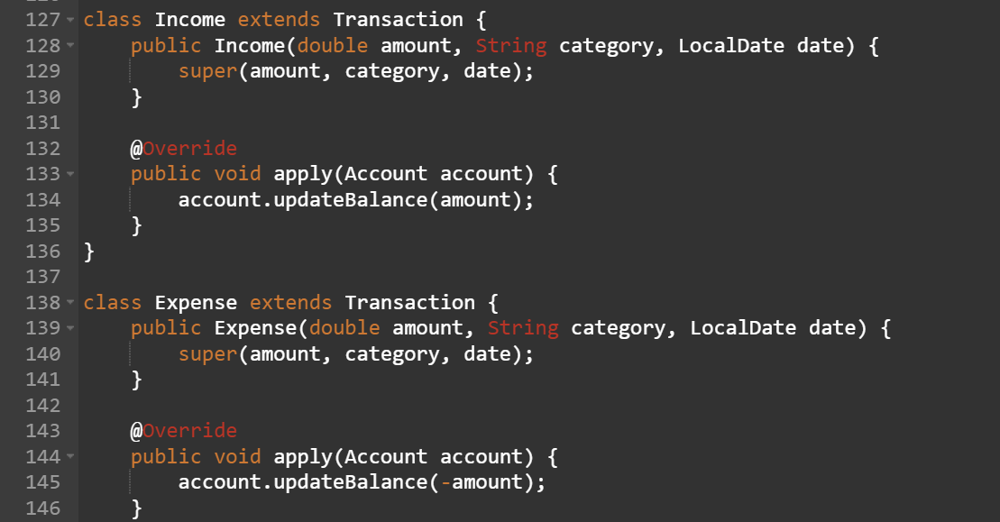 127 class Income extends Transaction {
128     public Income(double amount, String category, LocalDate date) {
129         super(amount, category, date);
130     }
131
132     @Override
133     public void apply(Account account) {
134         account.updateBalance(amount);
135     }
136 }
137
138 class Expense extends Transaction {
139     public Expense(double amount, String category, LocalDate date) {
140         super(amount, category, date);
141     }
142
143     @Override
144     public void apply(Account account) {
145         account.updateBalance(-amount);
146     }